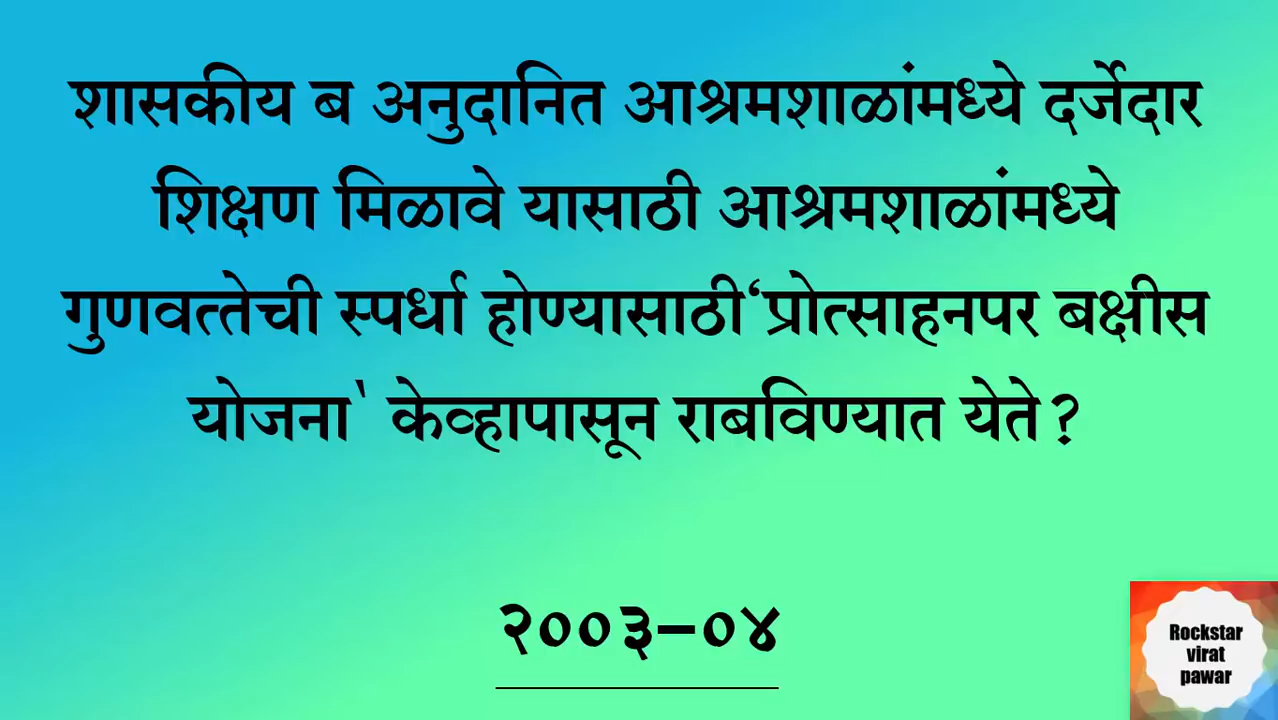 शासकीय ब अनुदानित आश्रमशाळांमध्ये दर्जेदार
शिक्षण मिळावे यासाठी आश्रमशाळांमध्ये
गुणवत्तेची स्पर्धा होण्यासाठी‘प्रोत्साहनपर बक्षीस
योजना' केव्हापासून राबविण्यात येते?
२००३–०४
Rockstar
virat
pawar